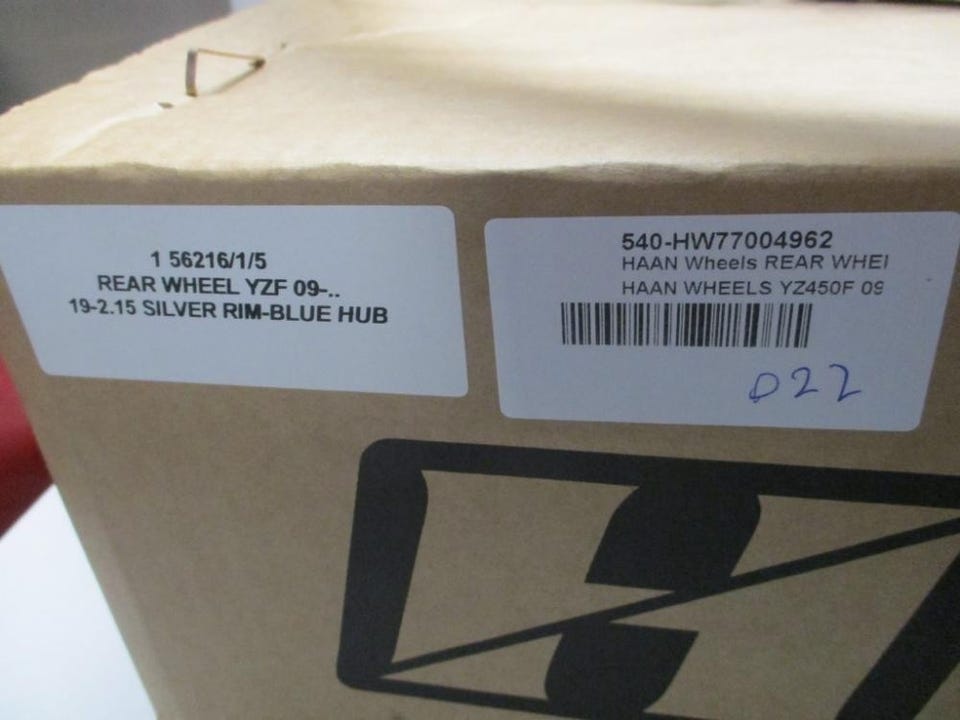 1 56216/1/5
REAR WHEEL YZF 09-..
19-2.15 SILVER RIM-BLUE HUB
540-HW77004962
HAAN Wheels REAR WHEI
HAAN WHEELS YZ450F 09
D22